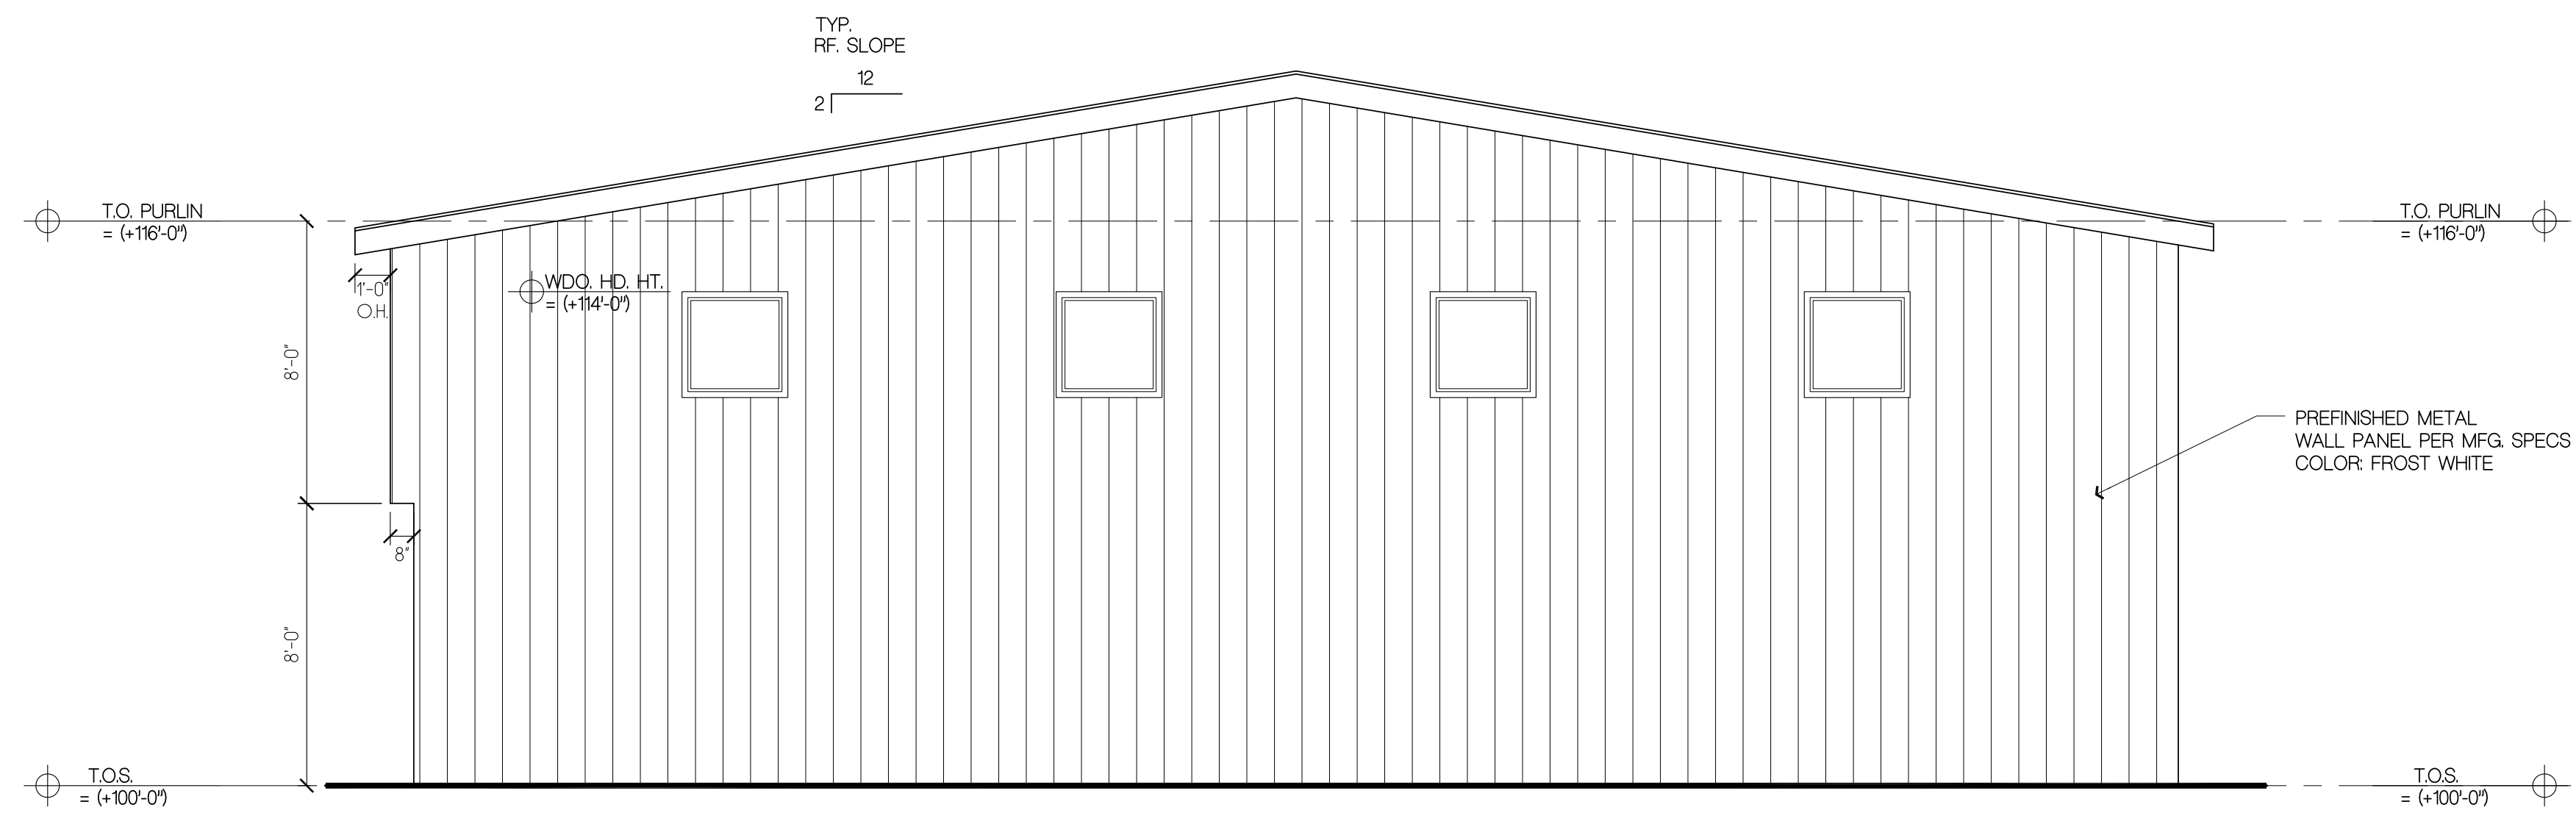 TYP.
RF. SLOPE
12
2
T.O. PURLIN
= (+116'-0")
T.O. PURLIN
= (+116'-0")
WDO. HD. HT.
= (+114'-0")
1'-0"
O.H.
8'-0"
PREFINISHED METAL
WALL PANEL PER MFG. SPECS
COLOR: FROST WHITE
8"
8'-0"
T.O.S.
= (+100'-0")
T.O.S.
= (+100'-0")